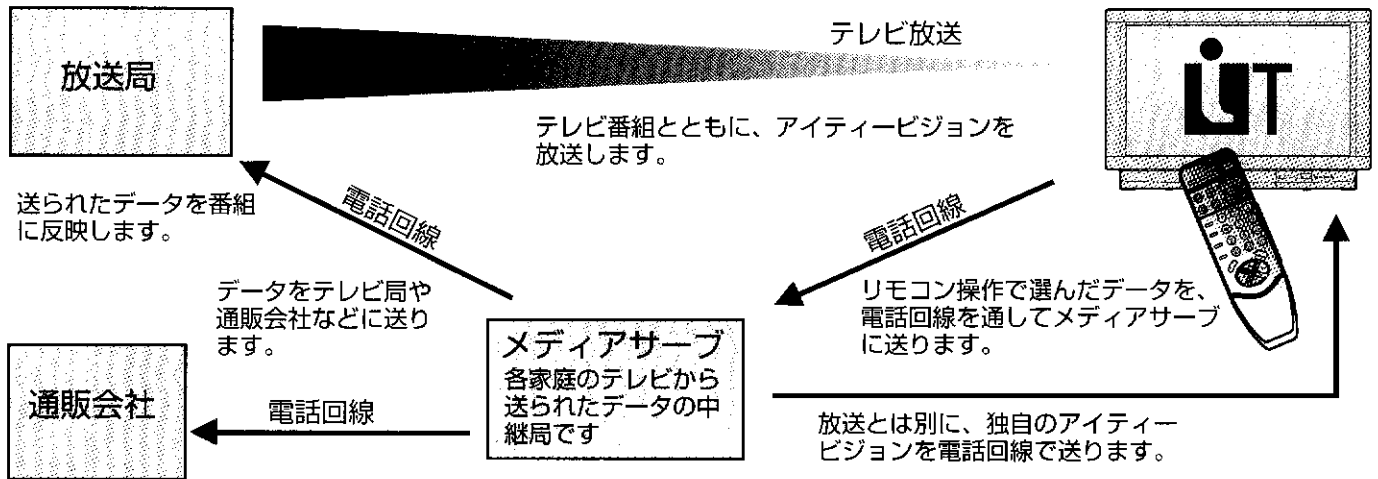 放送局
テレビ放送
iT
テレビ番組とともに、アイティービジョンを
放送します。
送られたデータを番組
に反映します。
電話回線
電話回線
データをテレビ局や
通販会社などに送り
ます。
リモコン操作で選んだデータを、
電話回線を通してメディアサーブ
に送ります。
メディアサーブ
各家庭のテレビから
送られたデータの中
継局です
通販会社
電話回線
放送とは別に、独自のアイティー
ビジョンを電話回線で送ります。